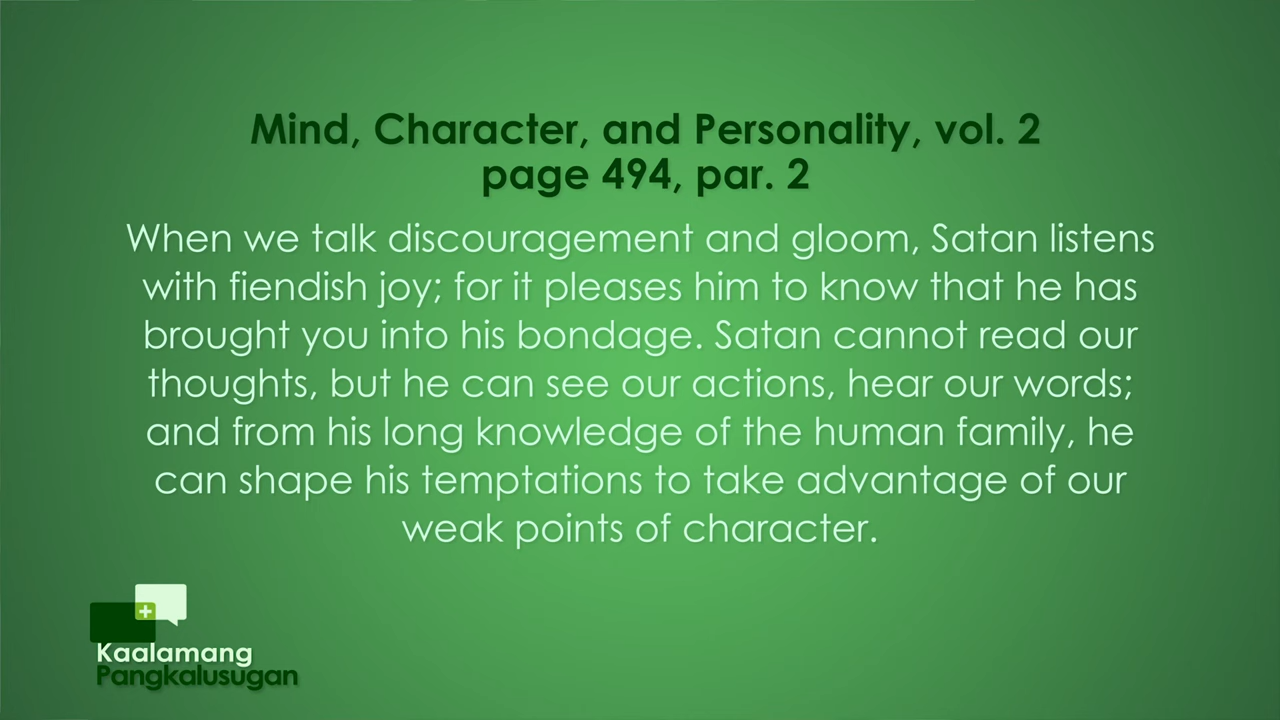 Mind, Character, and Personality, vol. 2
page 494, par. 2
When we talk discouragement and gloom, Satan listens
with fiendish joy; for it pleases him to know that he has
brought you into his bondage. Satan cannot read our
thoughts, but he can see our actions, hear our words;
and from his long knowledge of the human family, he
can shape his temptations to take advantage of our
weak points of character.
Kaalamang
Pangkalusugan